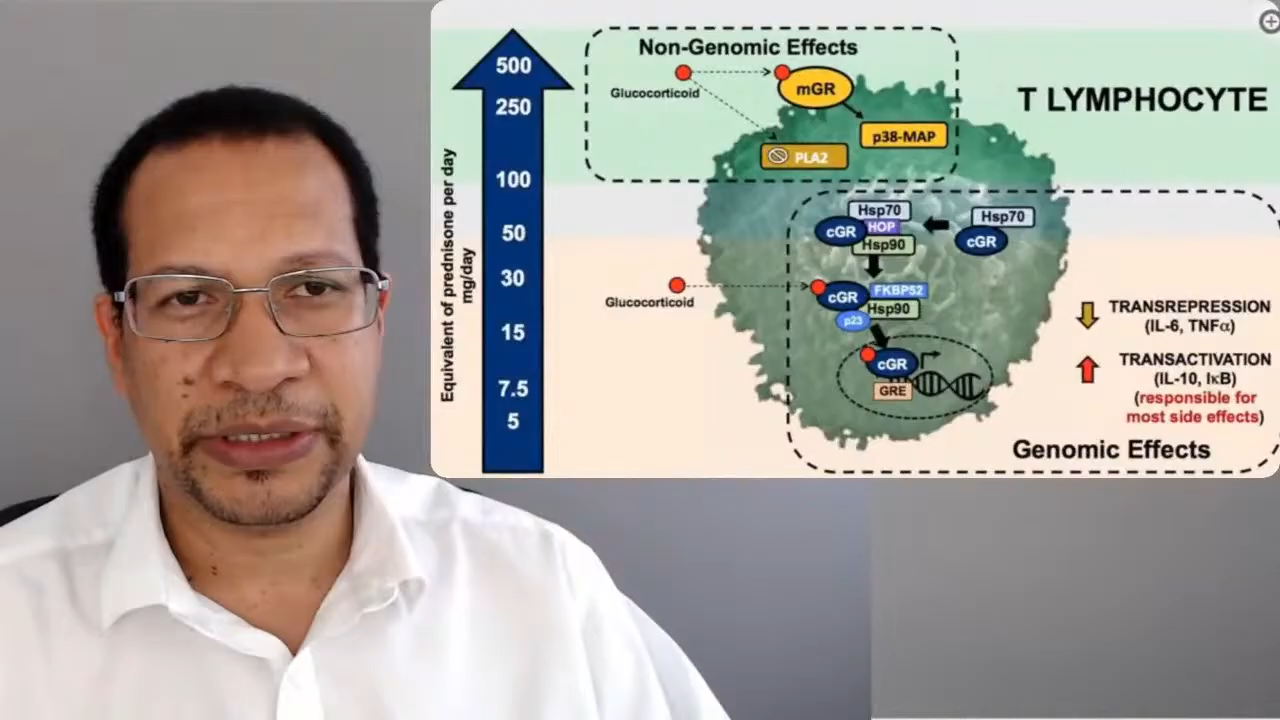 Non-Genomic Effects
Glucocorticoid
mGR
p38-MAP
PLA2
T LYMPHOCYTE
Equivalent of prednisone per day
mg/day
500
250
100
50
30
15
7.5
5
Hsp70
cGR
HOP
Hsp90
Hsp70
cGR
Glucocorticoid
cGR
FKBP52
Hsp90
p23
cGR
GRE
TRANSREPRESSION
(IL-6, TNFα)
TRANSACTIVATION
(IL-10, IκB)
(responsible for
most side effects)
Genomic Effects